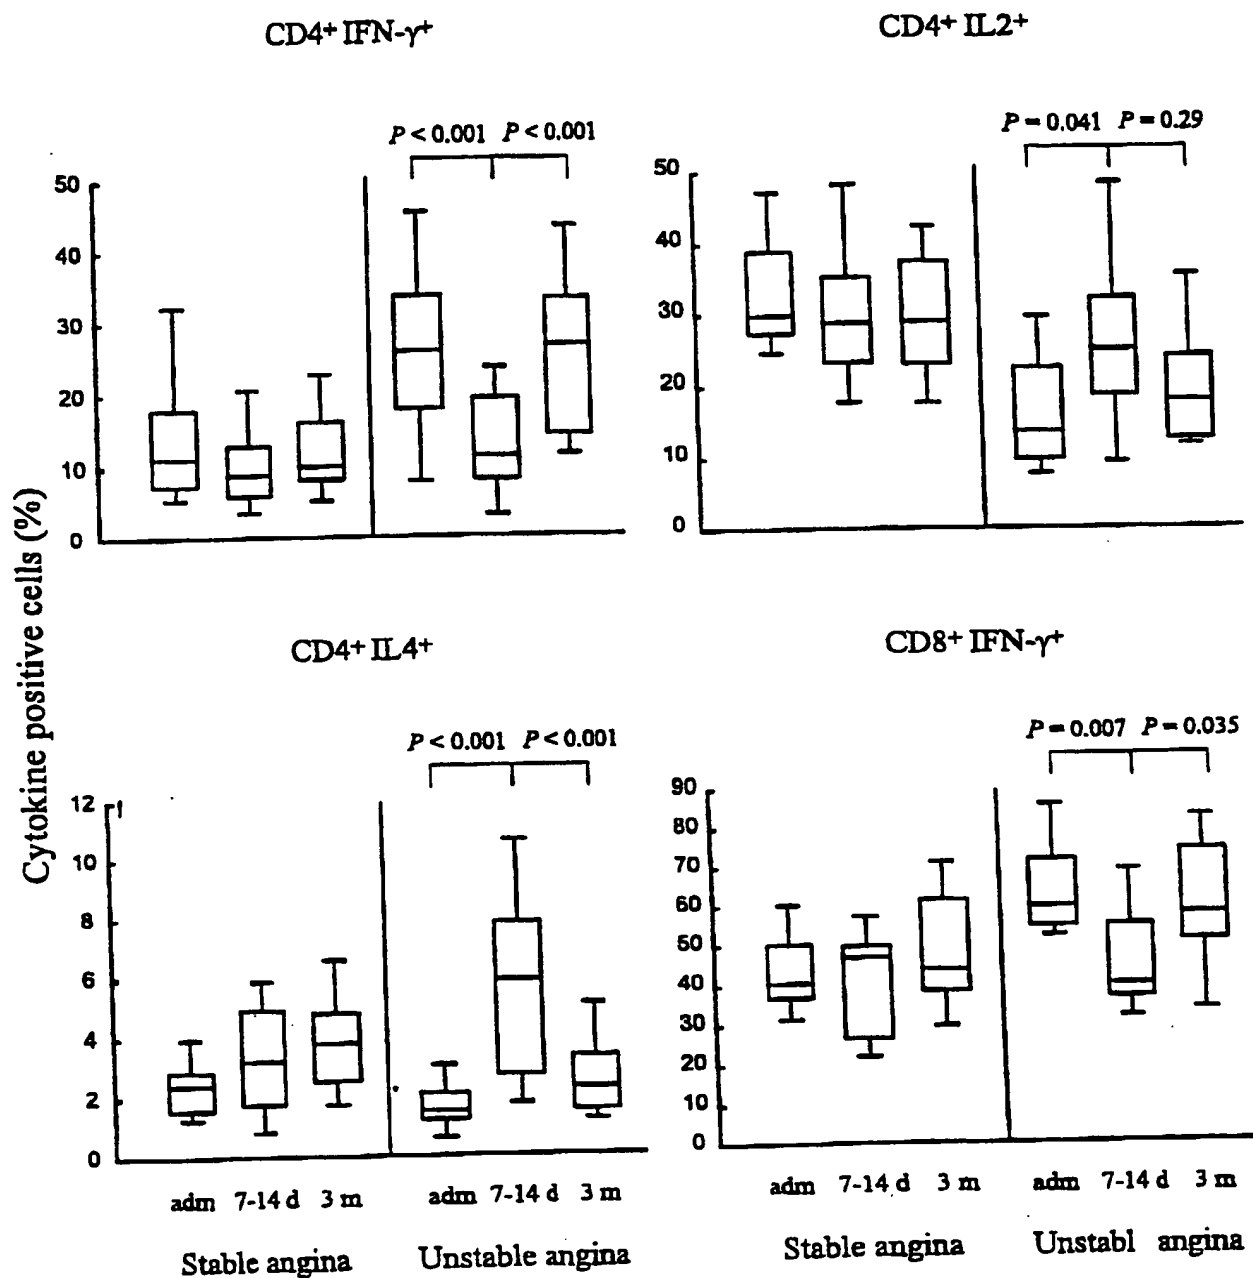 CD4+ IFN-γ+
CD4+ IL2+
P < 0.001 P < 0.001
P = 0.041 P = 0.29
50
40
30
20
10
0
50
40
30
20
10
0
Cytokine positive cells (%)
CD4+ IL4+
CD8+ IFN-γ+
P < 0.001 P < 0.001
P = 0.007 P = 0.035
12
10
8
6
4
2
0
90
80
70
60
50
40
30
20
10
0
adm 7-14 d 3 m adm 7-14 d 3 m
adm 7-14 d 3 m adm 7-14 d 3 m
Stable angina Unstable angina
Stable angina Unstabl angina